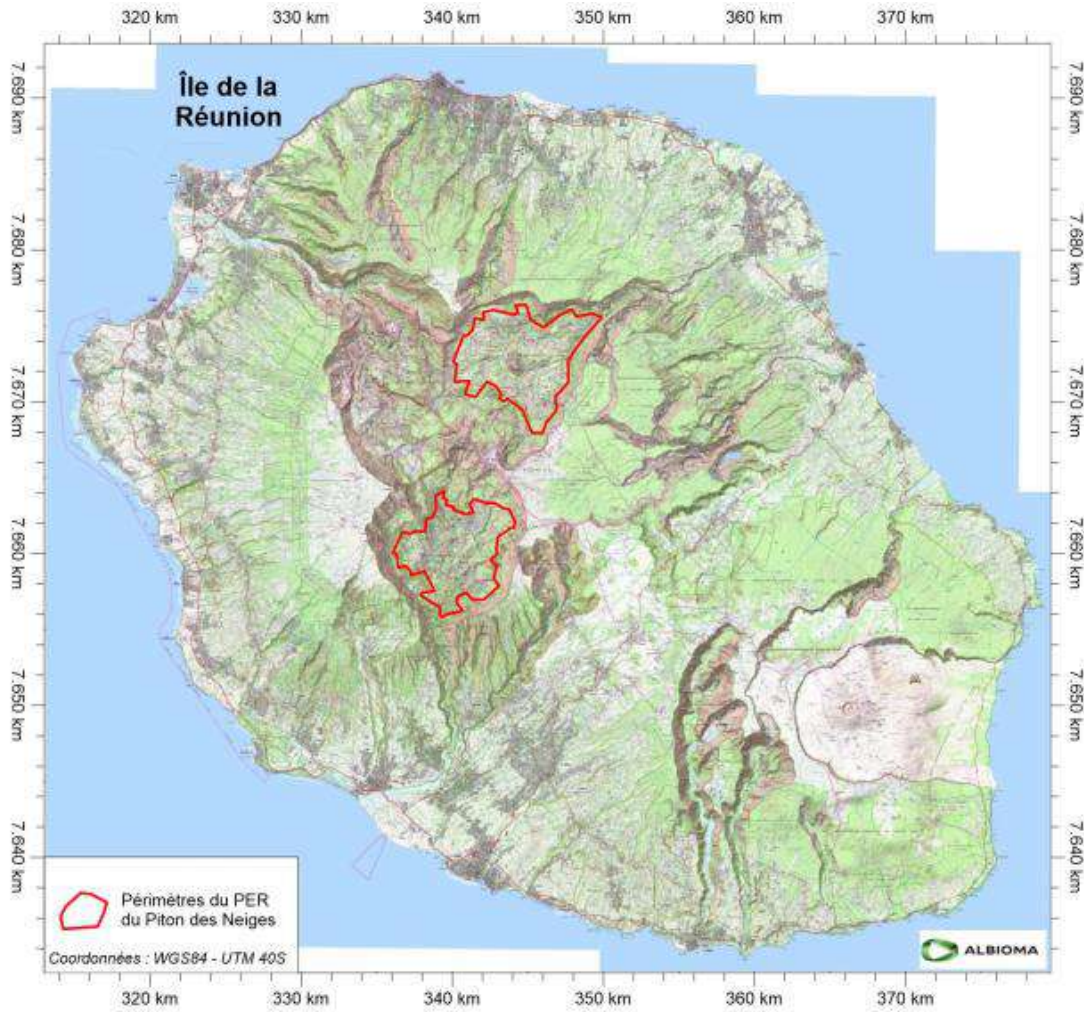 320 km
330 km
340 km
350 km
360 km
370 km
Île de la
Réunion
7.690 km
7.680 km
7.670 km
7.660 km
7.650 km
7.640 km
7.690 km
7.680 km
7.670 km
7.660 km
7.650 km
7.640 km
Périmètres du PER
du Piton des Neiges
Coordonnées : WGS84 - UTM 40S
ALBIOMA
320 km
330 km
340 km
350 km
360 km
370 km